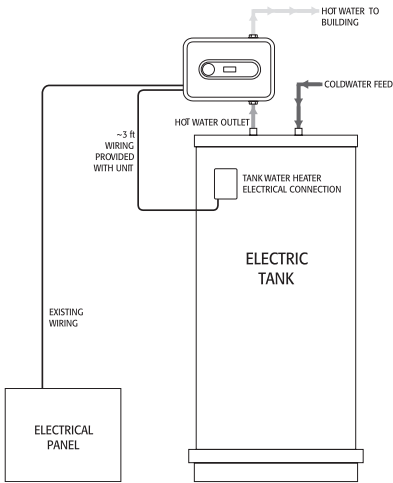 HOT WATER TO
BUILDING
COLDWATER FEED
HOT WATER OUTLET
~3 ft
WIRING
PROVIDED
WITH UNIT
TANK WATER HEATER
ELECTRICAL CONNECTION
ELECTRIC
TANK
EXISTING
WIRING
ELECTRICAL
PANEL